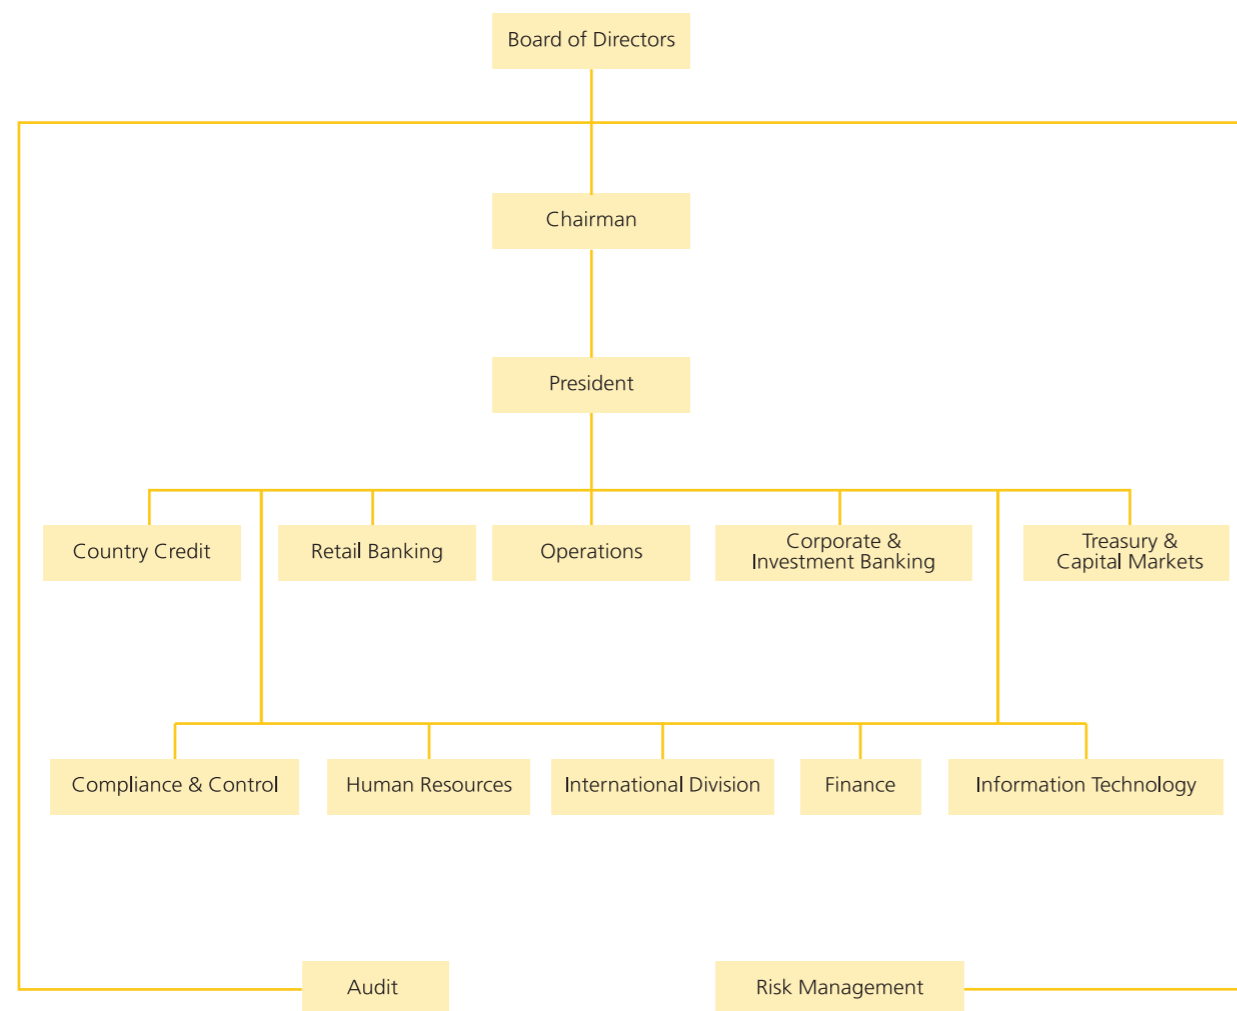 Board of Directors
Chairman
President
Country Credit
Retail Banking
Operations
Corporate &
Investment Banking
Treasury &
Capital Markets
Compliance & Control
Human Resources
International Division
Finance
Information Technology
Audit
Risk Management